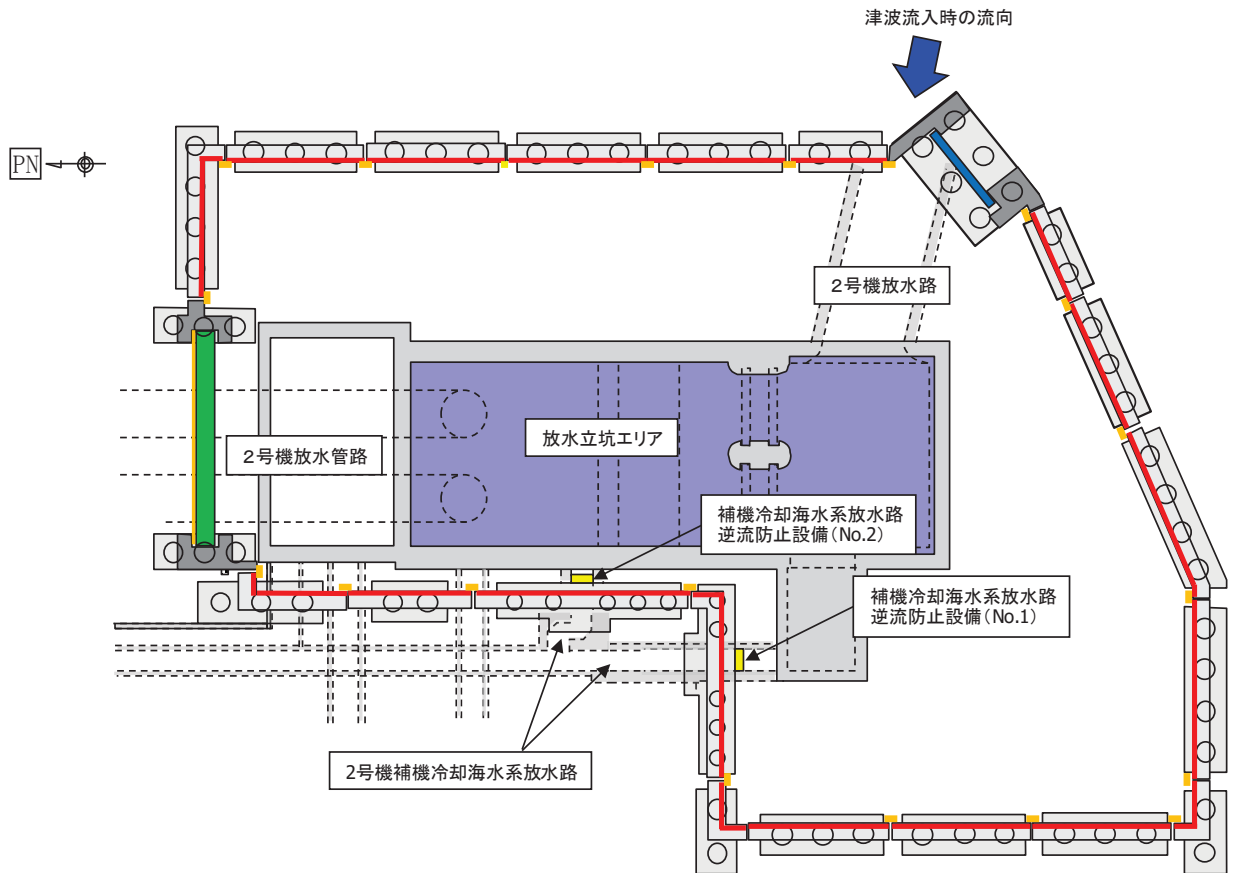 津波流入時の流向
PN
2号機放水路
放水立坑エリア
2号機放水管路
補機冷却海水系放水路
逆流防止設備(No.2)
補機冷却海水系放水路
逆流防止設備(No.1)
2号機補機冷却海水系放水路